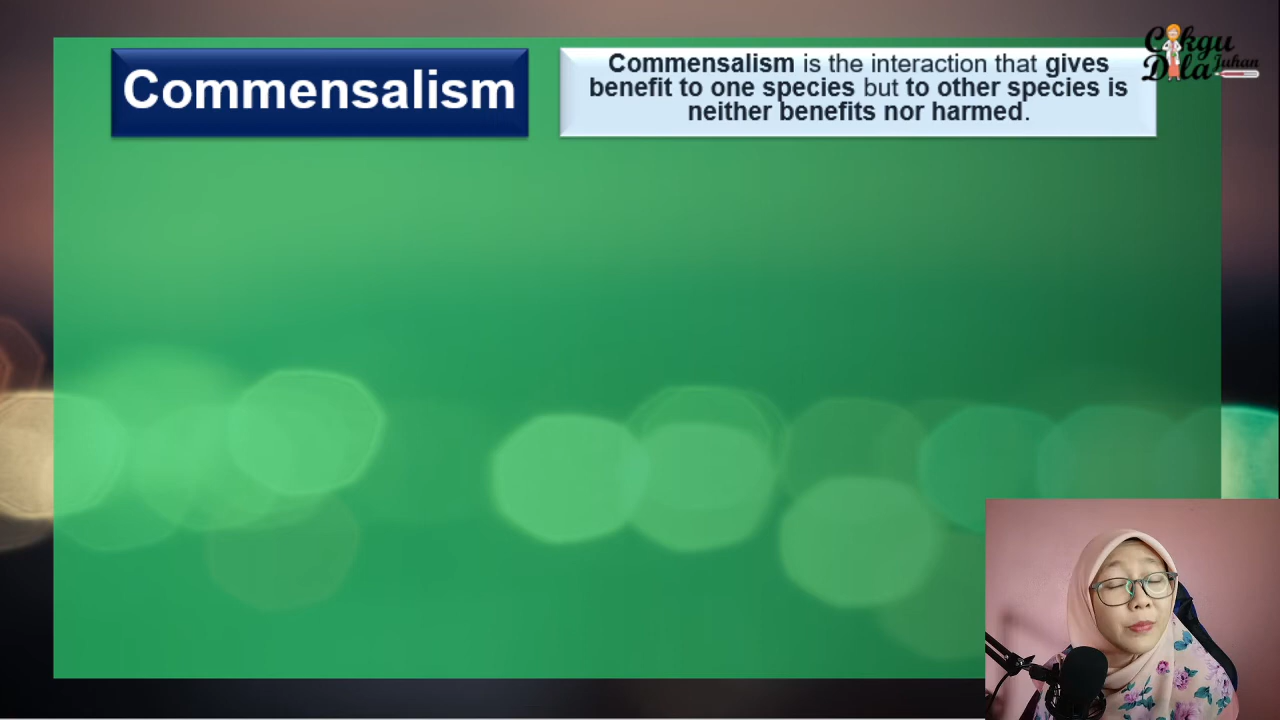 Commensalism
Commensalism is the interaction that gives
benefit to one species but to other species is
neither benefits nor harmed.
Cikgu
Dila Juhan